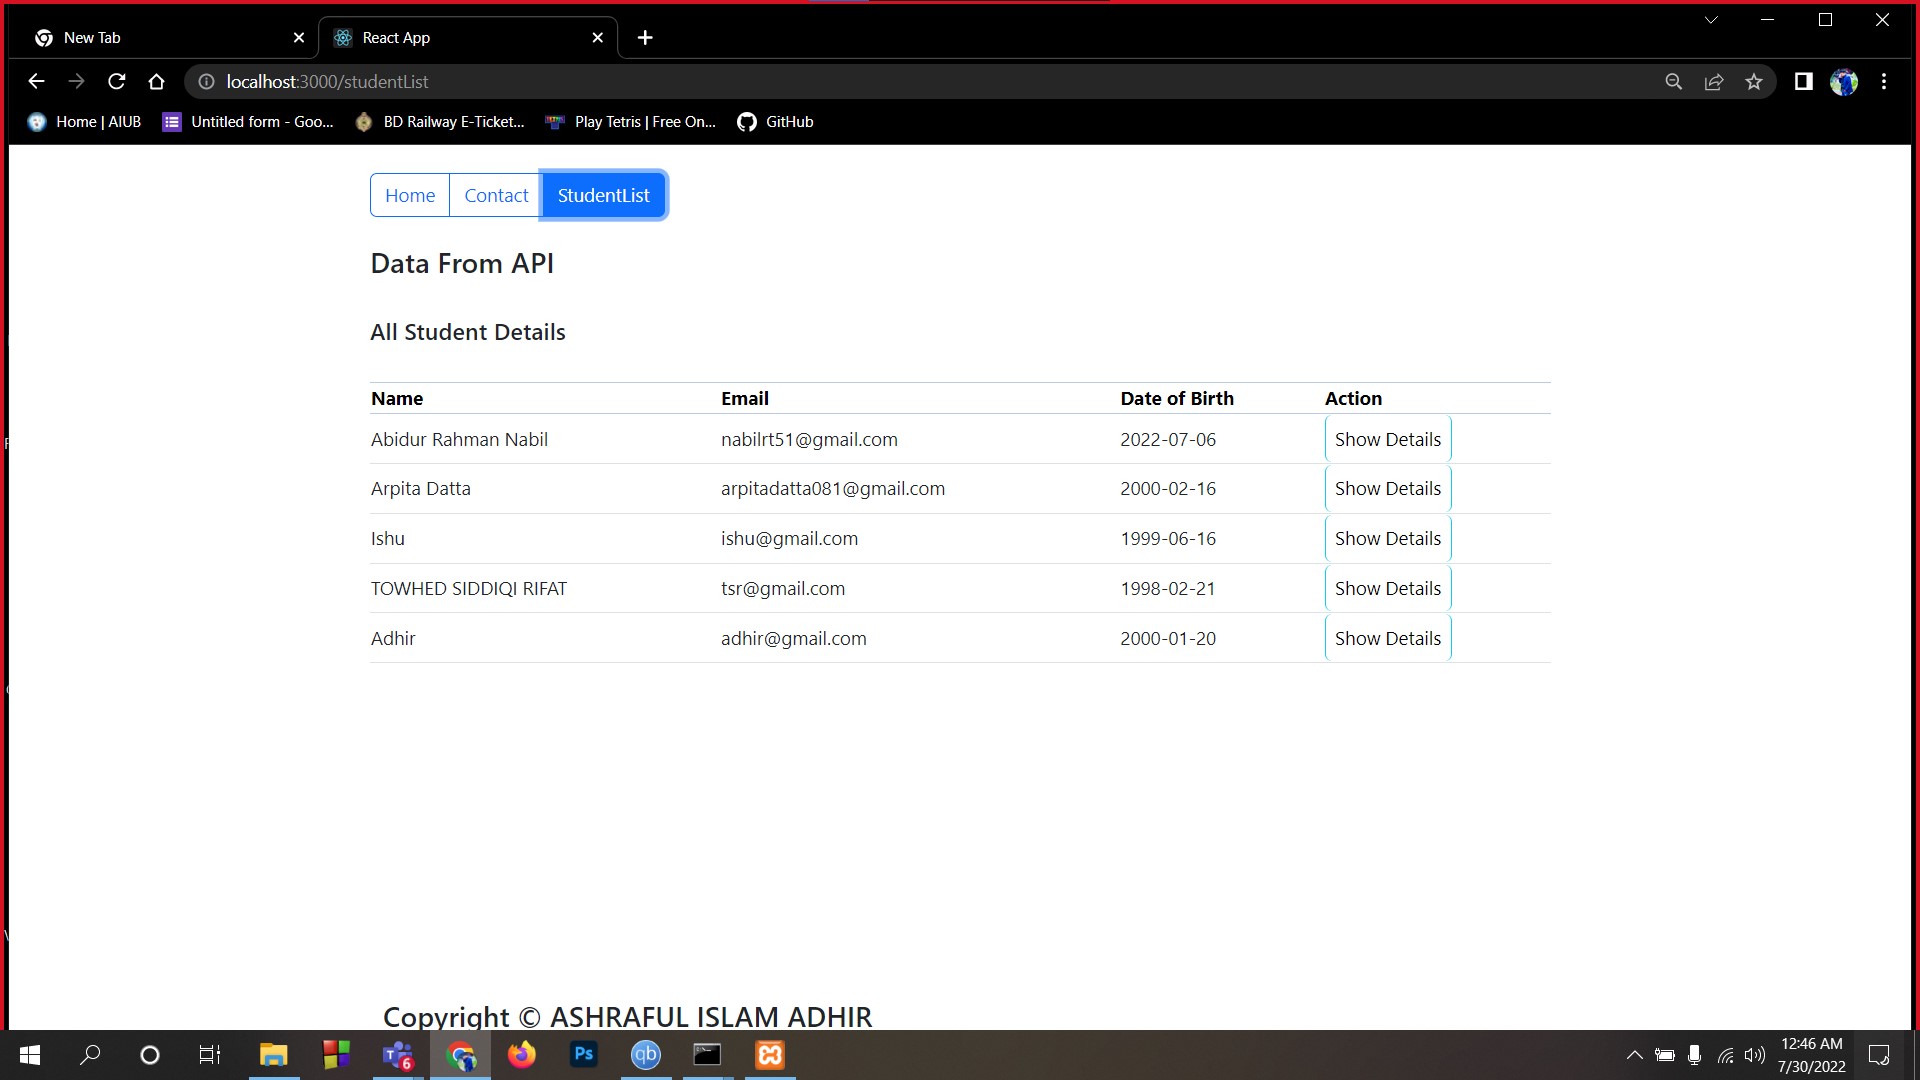 New Tab
React App
localhost:3000/studentList
Home | AIUB
Untitled form - Goo...
BD Railway E-Ticket...
Play Tetris | Free On...
GitHub
Home
Contact
StudentList
Data From API
All Student Details
Name Email Date of Birth Action
Abidur Rahman Nabil nabilrt51@gmail.com 2022-07-06 Show Details
Arpita Datta arpitadatta081@gmail.com 2000-02-16 Show Details
Ishu ishu@gmail.com 1999-06-16 Show Details
TOWHED SIDDIQI RIFAT tsr@gmail.com 1998-02-21 Show Details
Adhir adhir@gmail.com 2000-01-20 Show Details
Copyright © ASHRAFUL ISLAM ADHIR
T
6
Ps
qb
12:46 AM
7/30/2022